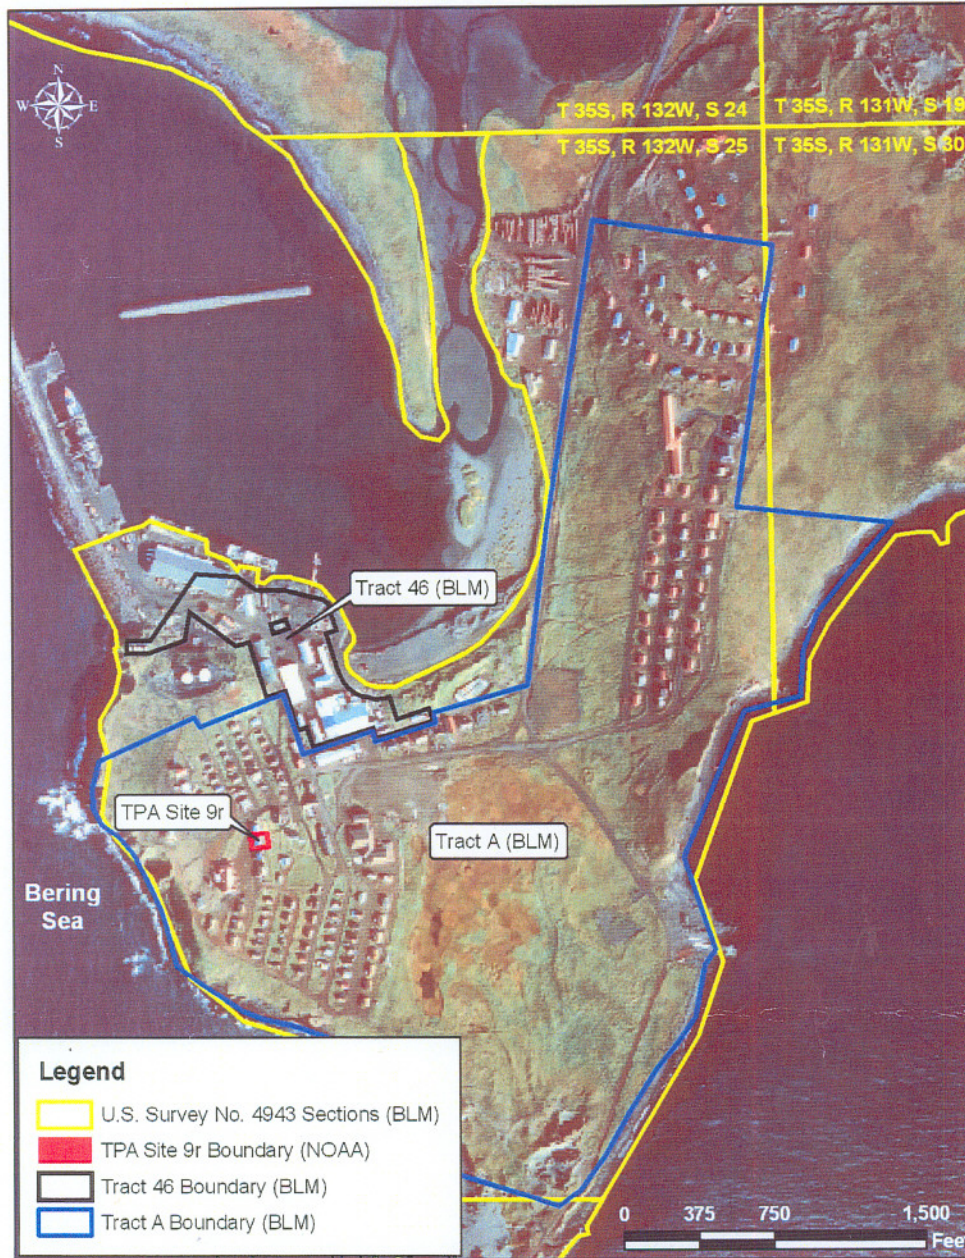 N
W E
S
T 35S, R 132W, S 24
T 35S, R 131W, S 19
T 35S, R 132W, S 25
T 35S, R 131W, S 30
Tract 46 (BLM)
TPA Site 9r
Tract A (BLM)
Bering
Sea
Legend
U.S. Survey No. 4943 Sections (BLM)
TPA Site 9r Boundary (NOAA)
Tract 46 Boundary (BLM)
Tract A Boundary (BLM)
0 375 750 1,500
Feet